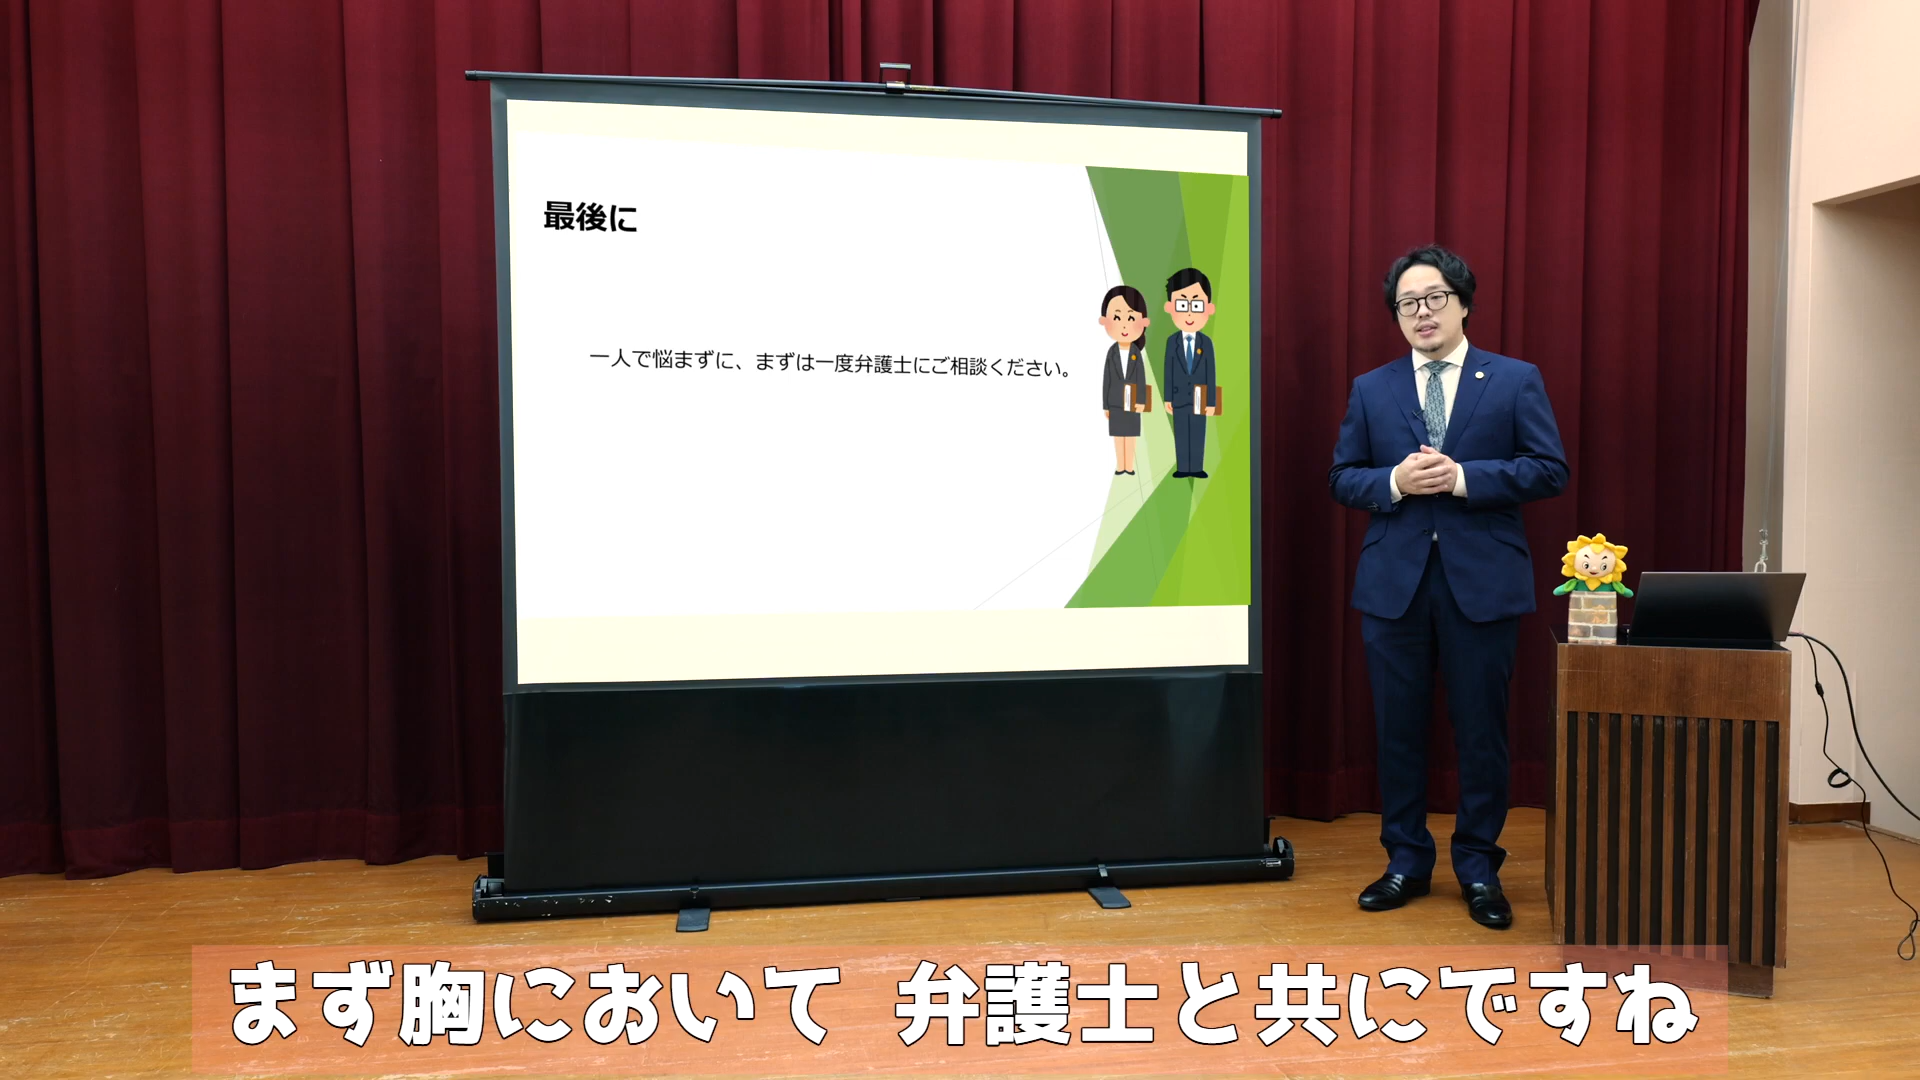 最後に
一人で悩まずに、まずは一度弁護士にご相談ください。
まず胸において 弁護士と共にですね